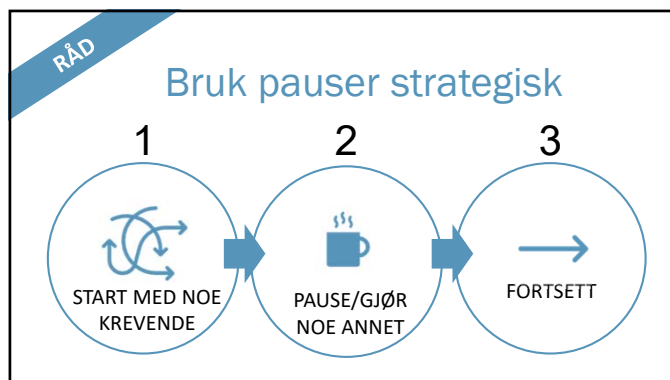 RÅD
Bruk pauser strategisk
1
2
3
START MED NOE
KREVENDE
PAUSE/GJØR
NOE ANNET
FORTSETT